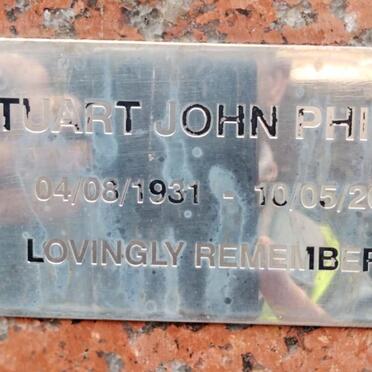 TUART JOHN PHI
04/08/1931 - 10/05/20
LOVINGLY REMEMBER